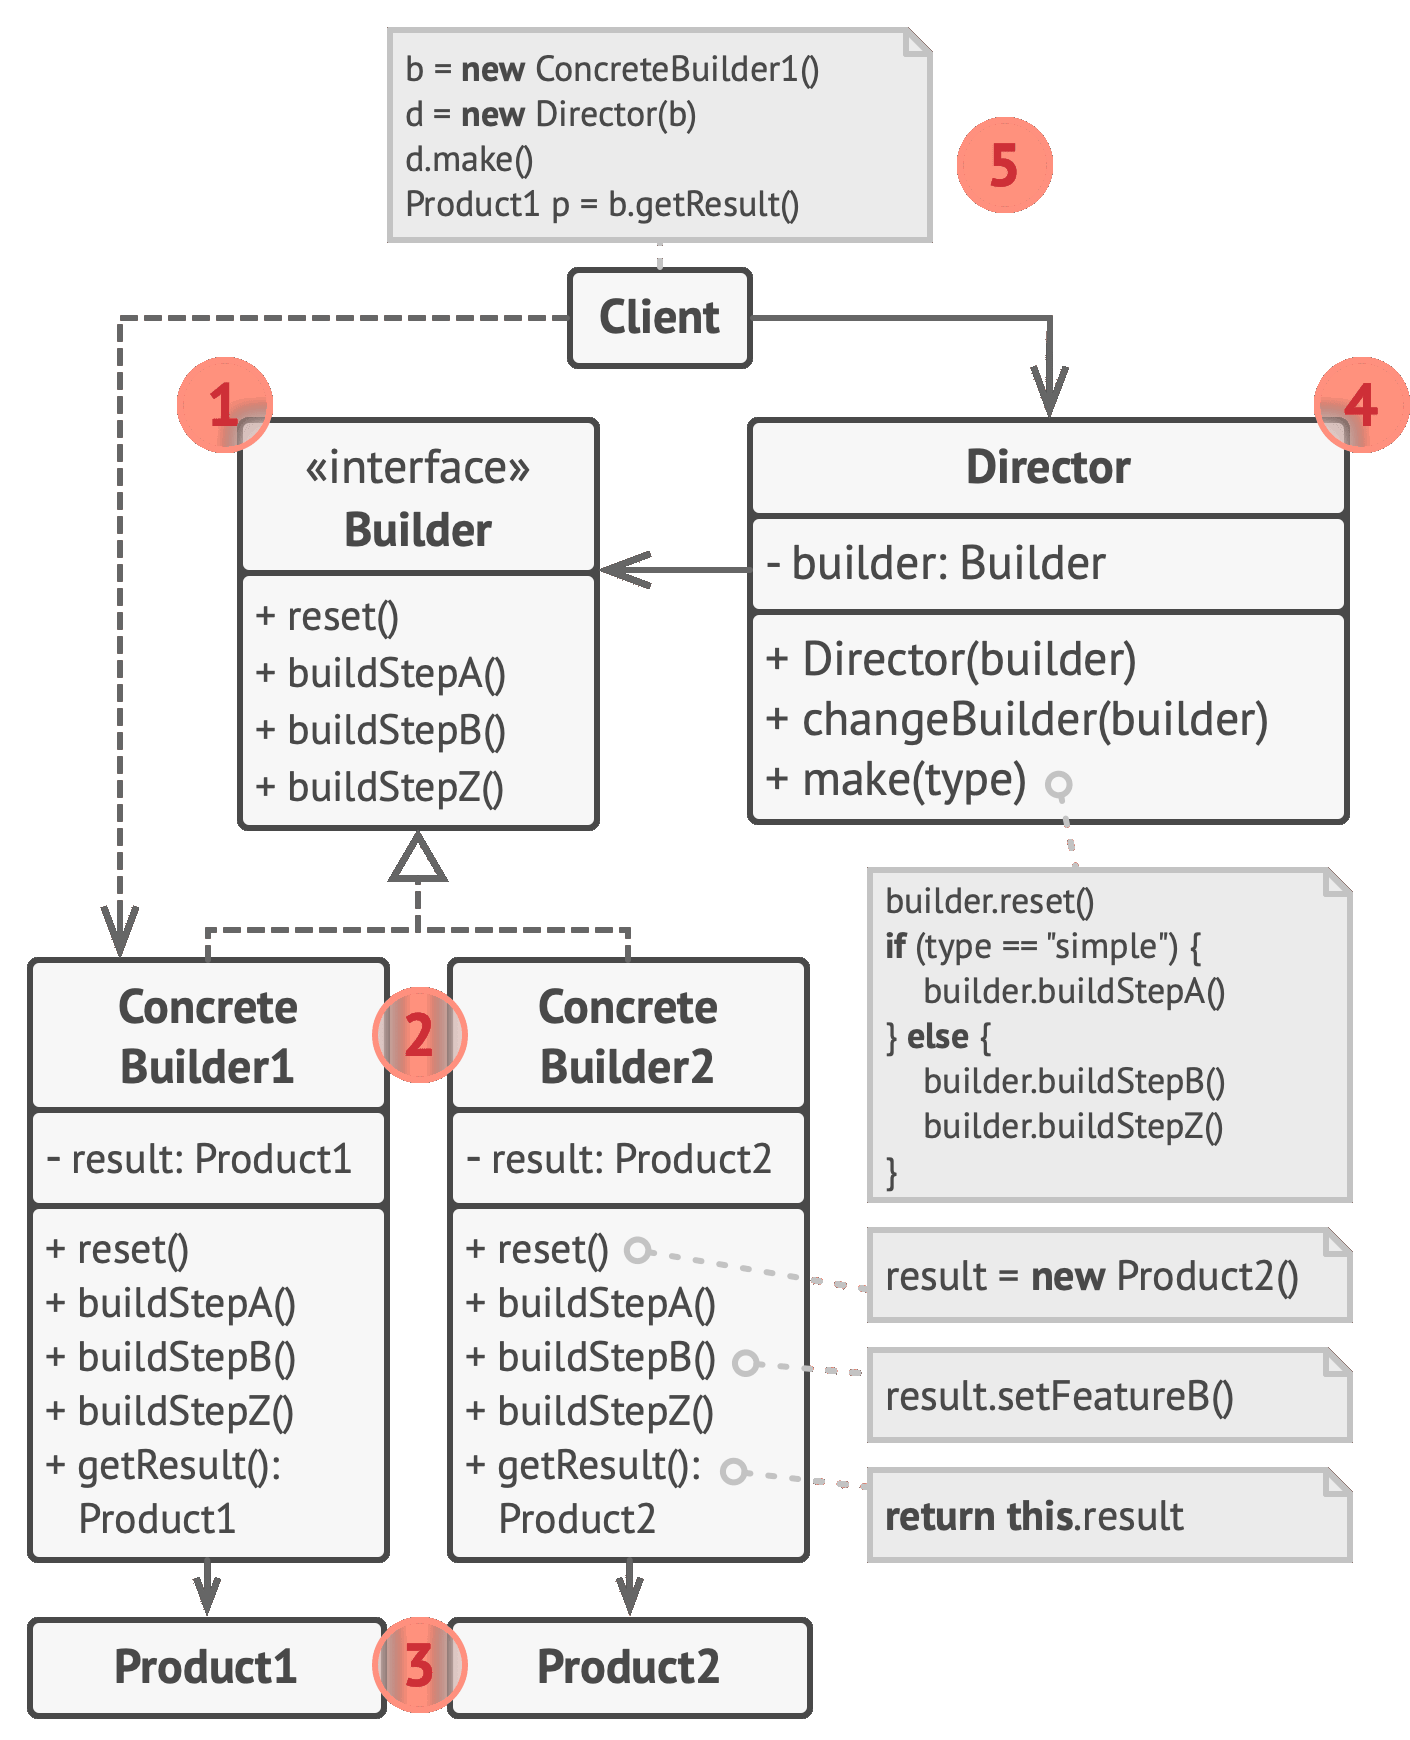 b = new ConcreteBuilder1()
d = new Director(b)
d.make()
Product1 p = b.getResult()
5
Client
1
«interface»
Builder
+ reset()
+ buildStepA()
+ buildStepB()
+ buildStepZ()
4
Director
- builder: Builder
+ Director(builder)
+ changeBuilder(builder)
+ make(type)
builder.reset()
if (type == "simple") {
builder.buildStepA()
} else {
builder.buildStepB()
builder.buildStepZ()
}
Concrete
Builder1
- result: Product1
+ reset()
+ buildStepA()
+ buildStepB()
+ buildStepZ()
+ getResult():
Product1
2
Concrete
Builder2
- result: Product2
+ reset()
+ buildStepA()
+ buildStepB()
+ buildStepZ()
+ getResult():
Product2
result = new Product2()
result.setFeatureB()
return this.result
Product1
3
Product2